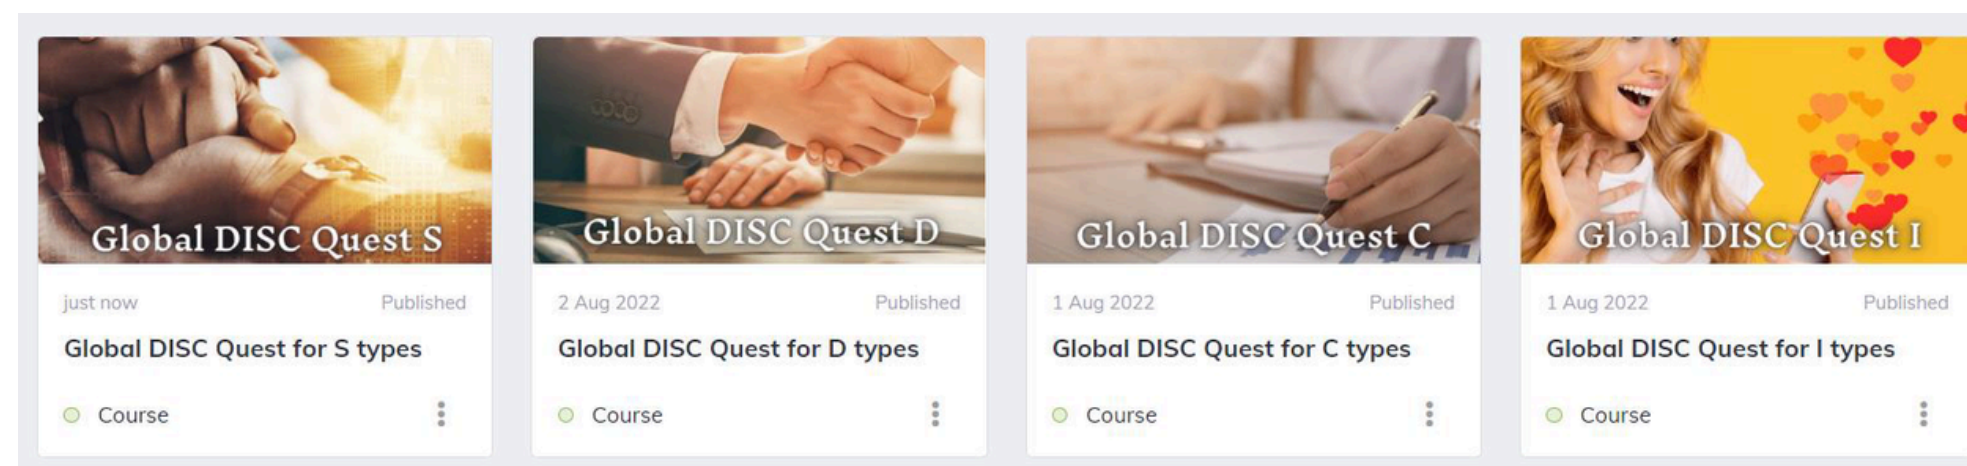 Global DISC Quest S
just now Published
Global DISC Quest for S types
Course
Global DISC Quest D
2 Aug 2022 Published
Global DISC Quest for D types
Course
Global DISC Quest C
1 Aug 2022 Published
Global DISC Quest for C types
Course
Global DISC Quest I
1 Aug 2022 Published
Global DISC Quest for I types
Course